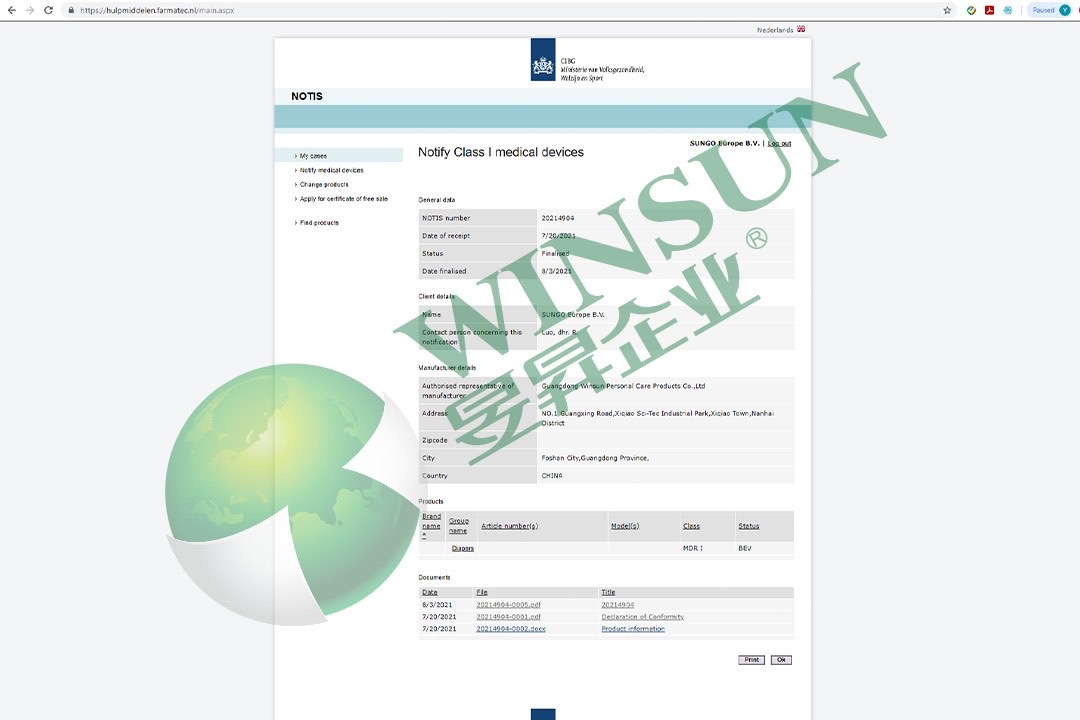 https://hulpmiddelen.farmatec.nl/main.aspx
Paused
Y
Nederlands
CIBG
Ministerie van Volksgezondheid,
Welzijn en Sport
NOTIS
SUNGO Europe B.V. | Log out
› My cases
› Notify medical devices
› Change products
› Apply for certificate of free sale
› Find products
Notify Class I medical devices
General data
NOTIS number 20214904
Date of receipt 7/20/2021
Status Finalised
Date finalised 8/3/2021
Client details
Name SUNGO Europe B.V.
Contact person concerning this
notification
Luo, dhr. R.
Manufacturer details
Authorised representative of
manufacturer
Guangdong Winsun Personal Care Products Co.,Ltd
Address
NO.1 Guangxing Road,Xiqiao Sci-Tec Industrial Park,Xiqiao Town,Nanhai
District
Zipcode
City Foshan City,Guangdong Province,
Country CHINA
Products
Brand
name
Group
name
Article number(s) Model(s) Class Status
Diapers MDR I BEV
Documents
Date File Title
8/3/2021 20214904-0005.pdf 20214904
7/20/2021 20214904-0001.pdf Declaration of Conformity
7/20/2021 20214904-0002.docx Product information
Print Ok
WINSUN®
昱昇企业